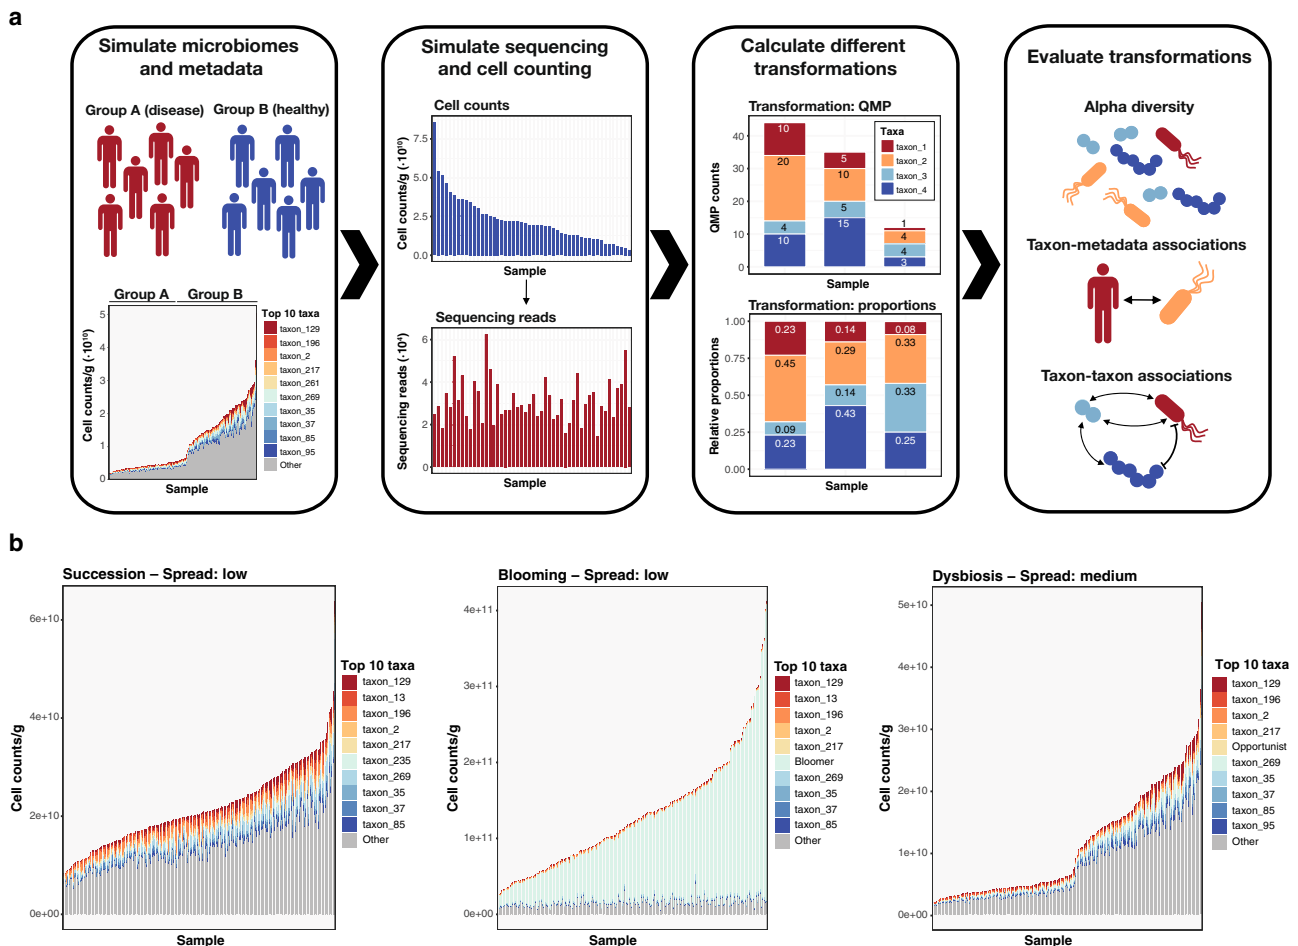 a
Simulate microbiomes
and metadata
Group A (disease)
Group B (healthy)
Group A
Group B
Cell counts/g (·10¹⁰)
5
4
3
2
1
0
Sample
Top 10 taxa
taxon_129
taxon_196
taxon_2
taxon_217
taxon_261
taxon_269
taxon_35
taxon_37
taxon_85
taxon_95
Other
Simulate sequencing
and cell counting
Cell counts
Cell counts/g (·10¹⁰)
7.5
5.0
2.5
0.0
Sample
Sequencing reads
Sequencing reads (·10⁴)
6
4
2
0
Sample
Calculate different
transformations
Transformation: QMP
QMP counts
40
30
20
10
0
10
20
4
10
5
10
5
15
1
4
4
3
Taxa
taxon_1
taxon_2
taxon_3
taxon_4
Sample
Transformation: proportions
Relative proportions
1.00
0.75
0.50
0.25
0.00
0.23
0.45
0.09
0.23
0.14
0.29
0.14
0.43
0.08
0.33
0.33
0.25
Sample
Evaluate transformations
Alpha diversity
Taxon-metadata associations
Taxon-taxon associations
b
Succession – Spread: low
Cell counts/g
6e+10
4e+10
2e+10
0e+00
Sample
Top 10 taxa
taxon_129
taxon_13
taxon_196
taxon_2
taxon_217
taxon_235
taxon_269
taxon_35
taxon_37
taxon_85
Other
Blooming – Spread: low
Cell counts/g
4e+11
3e+11
2e+11
1e+11
0e+00
Sample
Top 10 taxa
taxon_129
taxon_13
taxon_196
taxon_2
taxon_217
Bloomer
taxon_269
taxon_35
taxon_37
taxon_85
Other
Dysbiosis – Spread: medium
Cell counts/g
5e+10
4e+10
3e+10
2e+10
1e+10
0e+00
Sample
Top 10 taxa
taxon_129
taxon_196
taxon_2
taxon_217
Opportunist
taxon_269
taxon_35
taxon_37
taxon_85
taxon_95
Other